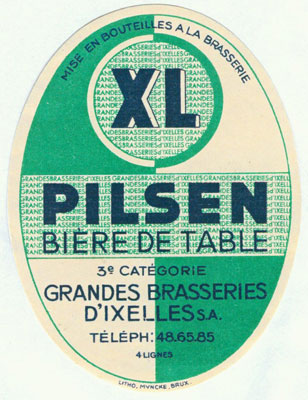 MISE EN BOUTEILLES A LA BRASSERIE
XL
PILSEN
BIÈRE DE TABLE
3e CATÉGORIE
GRANDES BRASSERIES
D'IXELLES S.A.
TÉLÉPH: 48.65.85
4 LIGNES
LITHO. MVNCKE. BRUX.